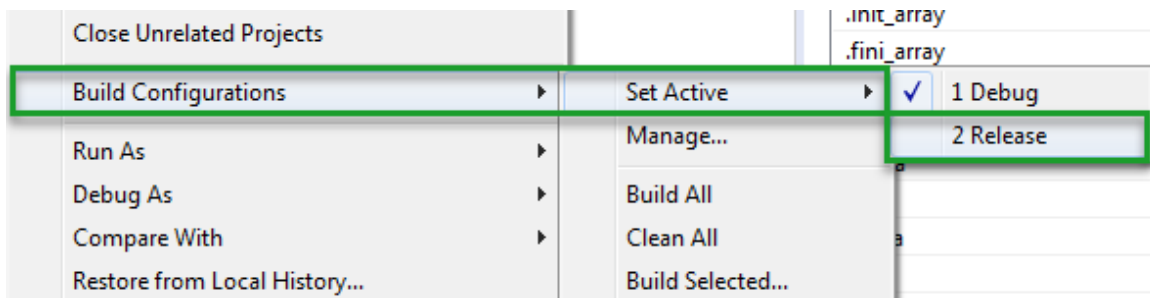 Close Unrelated Projects
.init_array
.fini_array
Build Configurations
Set Active
1 Debug
Manage...
2 Release
Run As
Debug As
Build All
Compare With
Clean All
Restore from Local History...
Build Selected...